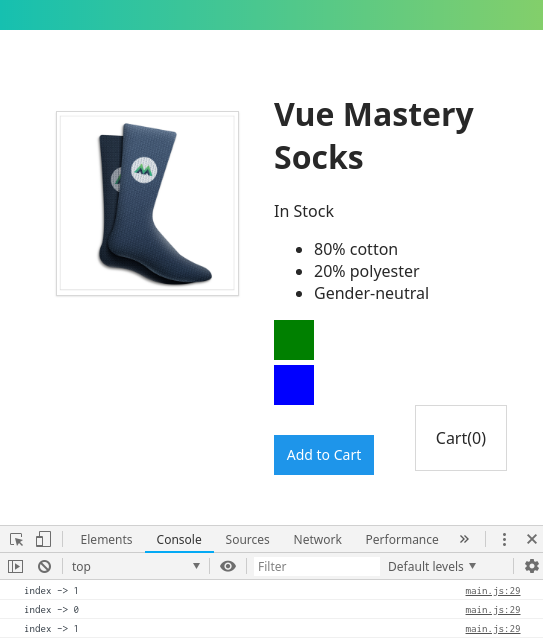 Vue Mastery
Socks
In Stock
80% cotton
20% polyester
Gender-neutral
Cart(0)
Add to Cart
Elements Console Sources Network Performance
top Filter Default levels
index -> 1 main.js:29
index -> 0 main.js:29
index -> 1 main.js:29